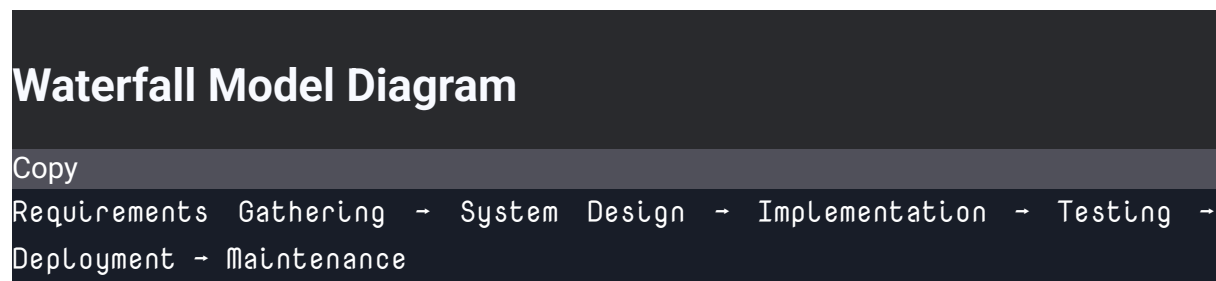 Waterfall Model Diagram
Copy
Requirements Gathering → System Design → Implementation → Testing →
Deployment → Maintenance